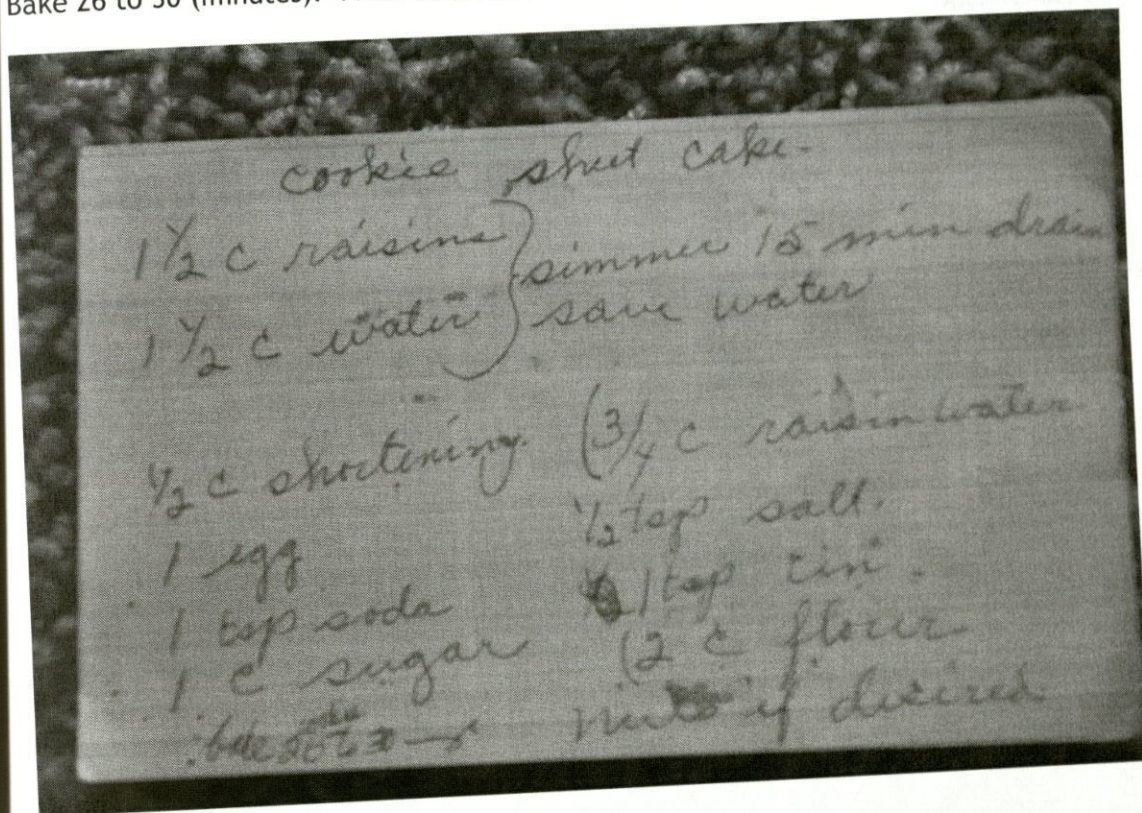 Bake 26 to 30 (minutes).
cookie sheet cake.
1 1/2 c raisins } simmer 15 min drain
1 1/2 c water } save water
1/2 c shortening (3/4 c raisin water
1 egg 1/2 tsp salt.
1 tsp soda 1 tsp cin.
1 c sugar (2 c flour
nuts if desired